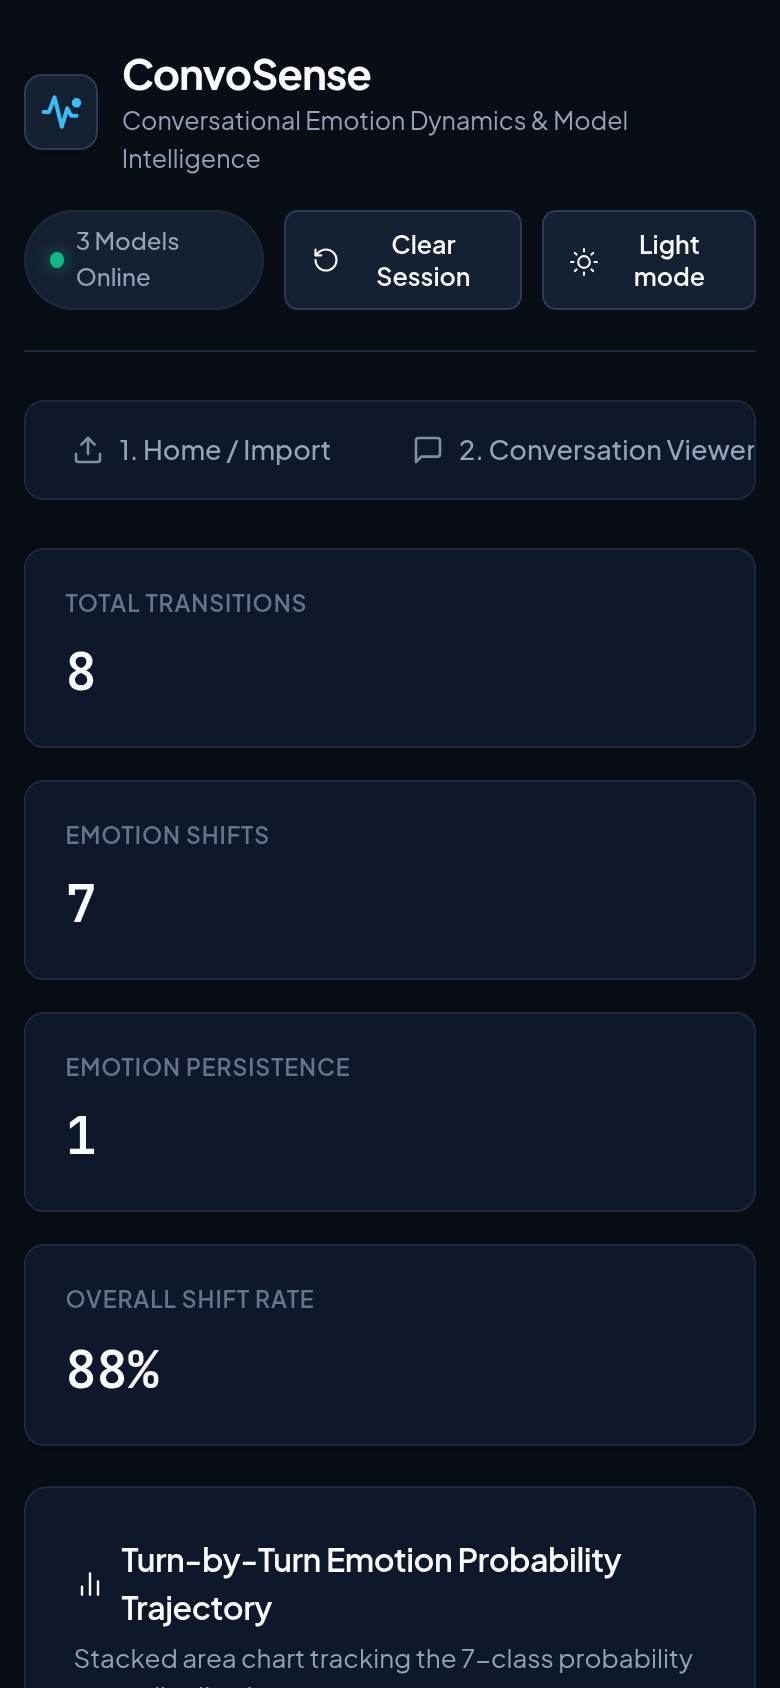 ConvoSense
Conversational Emotion Dynamics & Model
Intelligence
3 Models
Online
Clear
Session
Light
mode
1. Home / Import
2. Conversation Viewer
TOTAL TRANSITIONS
8
EMOTION SHIFTS
7
EMOTION PERSISTENCE
1
OVERALL SHIFT RATE
88%
Turn-by-Turn Emotion Probability
Trajectory
Stacked area chart tracking the 7-class probability